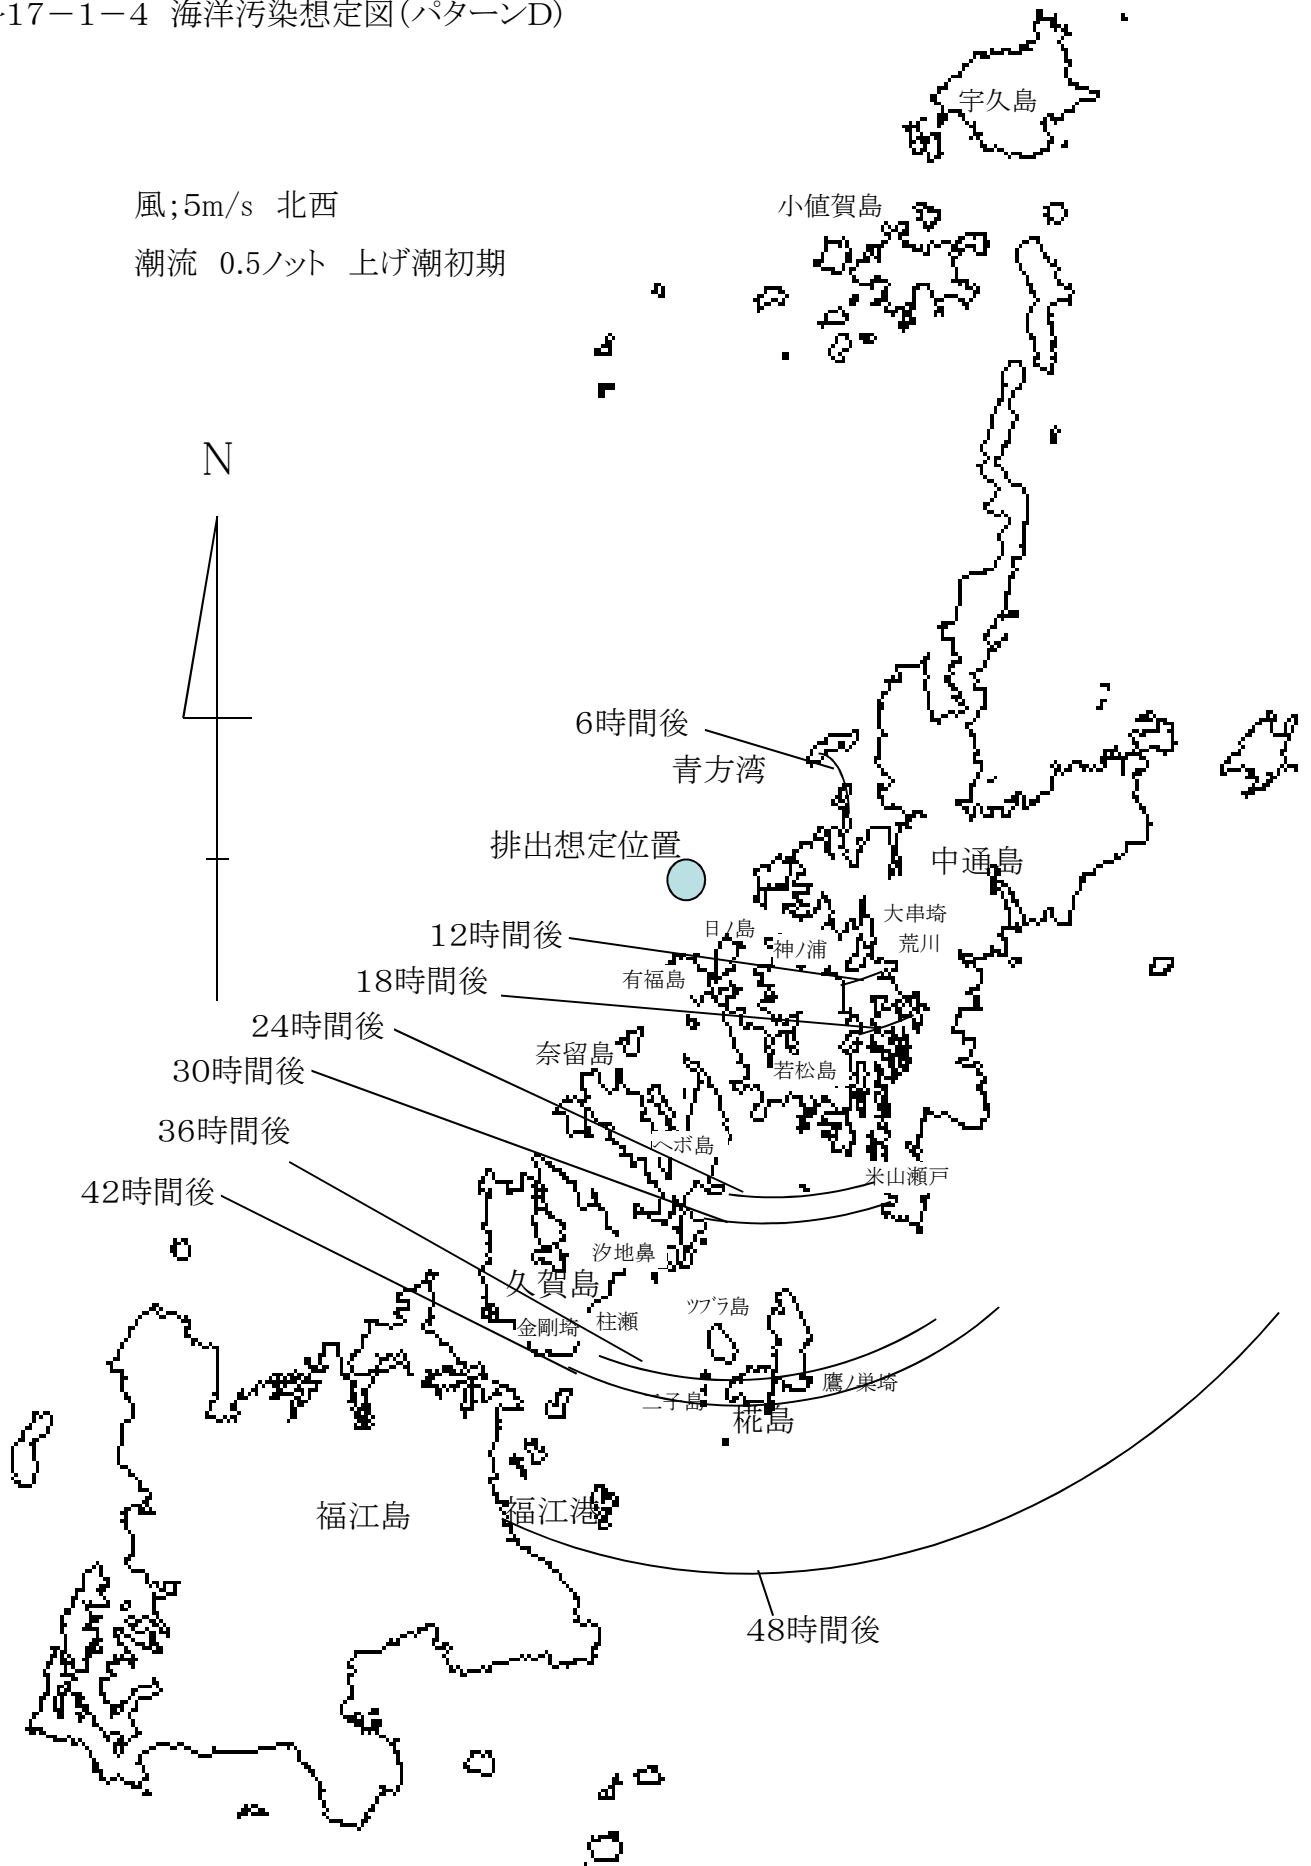 -17-1-4 海洋汚染想定図(パターンD)
宇久島
風;5m/s 北西
小値賀島
潮流 0.5ノット 上げ潮初期
N
6時間後
青方湾
排出想定位置
中通島
大串埼
日ノ島
12時間後
神ノ浦
荒川
有福島
18時間後
24時間後
奈留島
30時間後
若松島
36時間後
ヘボ島
米山瀬戸
42時間後
汐地鼻
久賀島
ツブラ島
金剛埼
柱瀬
鷹ノ巣埼
二子島
椛島
福江島
福江港
48時間後